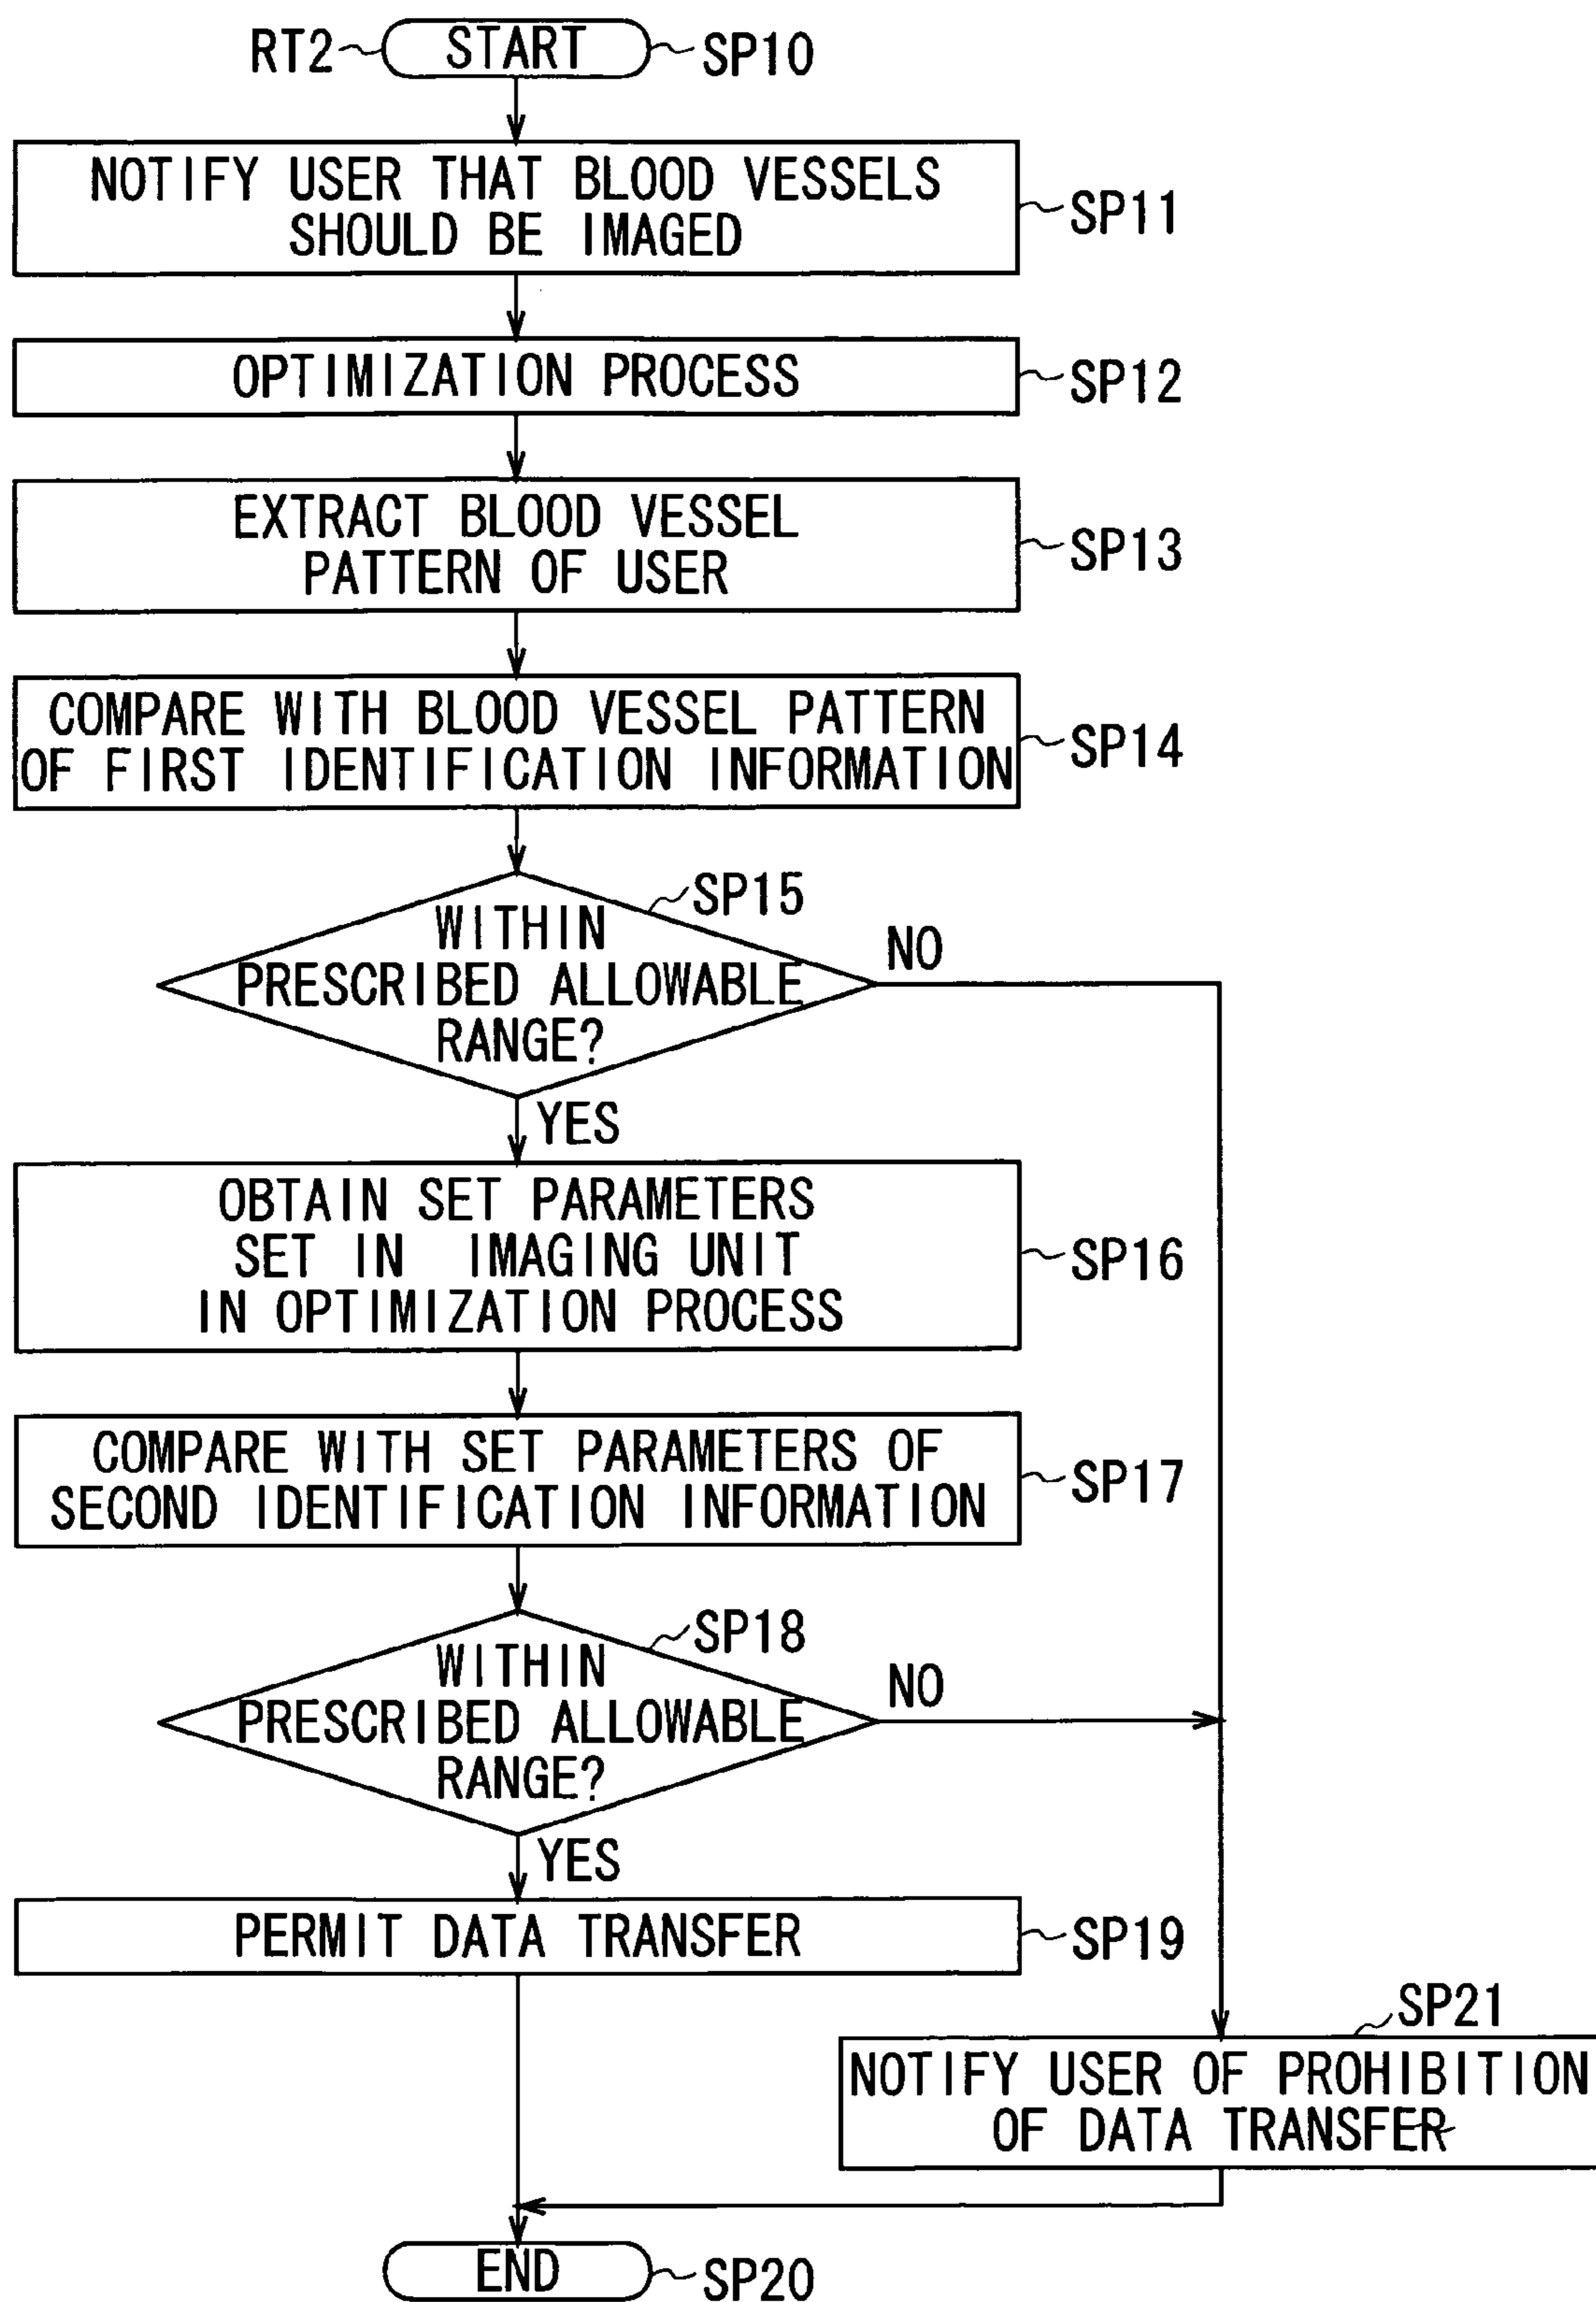 RT2 START SP10
NOTIFY USER THAT BLOOD VESSELS
SHOULD BE IMAGED
SP11
OPTIMIZATION PROCESS
SP12
EXTRACT BLOOD VESSEL
PATTERN OF USER
SP13
COMPARE WITH BLOOD VESSEL PATTERN
OF FIRST IDENTIFICATION INFORMATION
SP14
SP15
WITHIN
PRESCRIBED ALLOWABLE
RANGE?
NO
YES
OBTAIN SET PARAMETERS
SET IN IMAGING UNIT
IN OPTIMIZATION PROCESS
SP16
COMPARE WITH SET PARAMETERS OF
SECOND IDENTIFICATION INFORMATION
SP17
SP18
WITHIN
PRESCRIBED ALLOWABLE
RANGE?
NO
YES
PERMIT DATA TRANSFER
SP19
SP21
NOTIFY USER OF PROHIBITION
OF DATA TRANSFER
END SP20